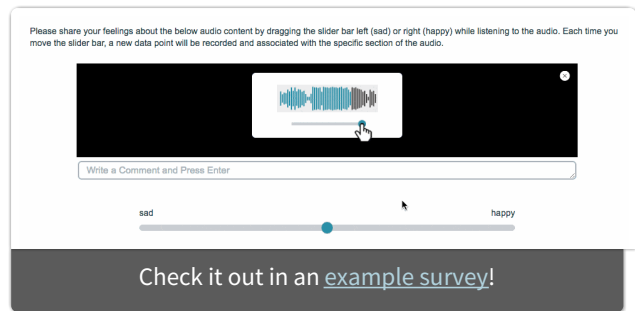 Please share your feelings about the below audio content by dragging the slider bar left (sad) or right (happy) while listening to the audio. Each time you
move the slider bar, a new data point will be recorded and associated with the specific section of the audio.
Write a Comment and Press Enter
sad happy
Check it out in an example survey!